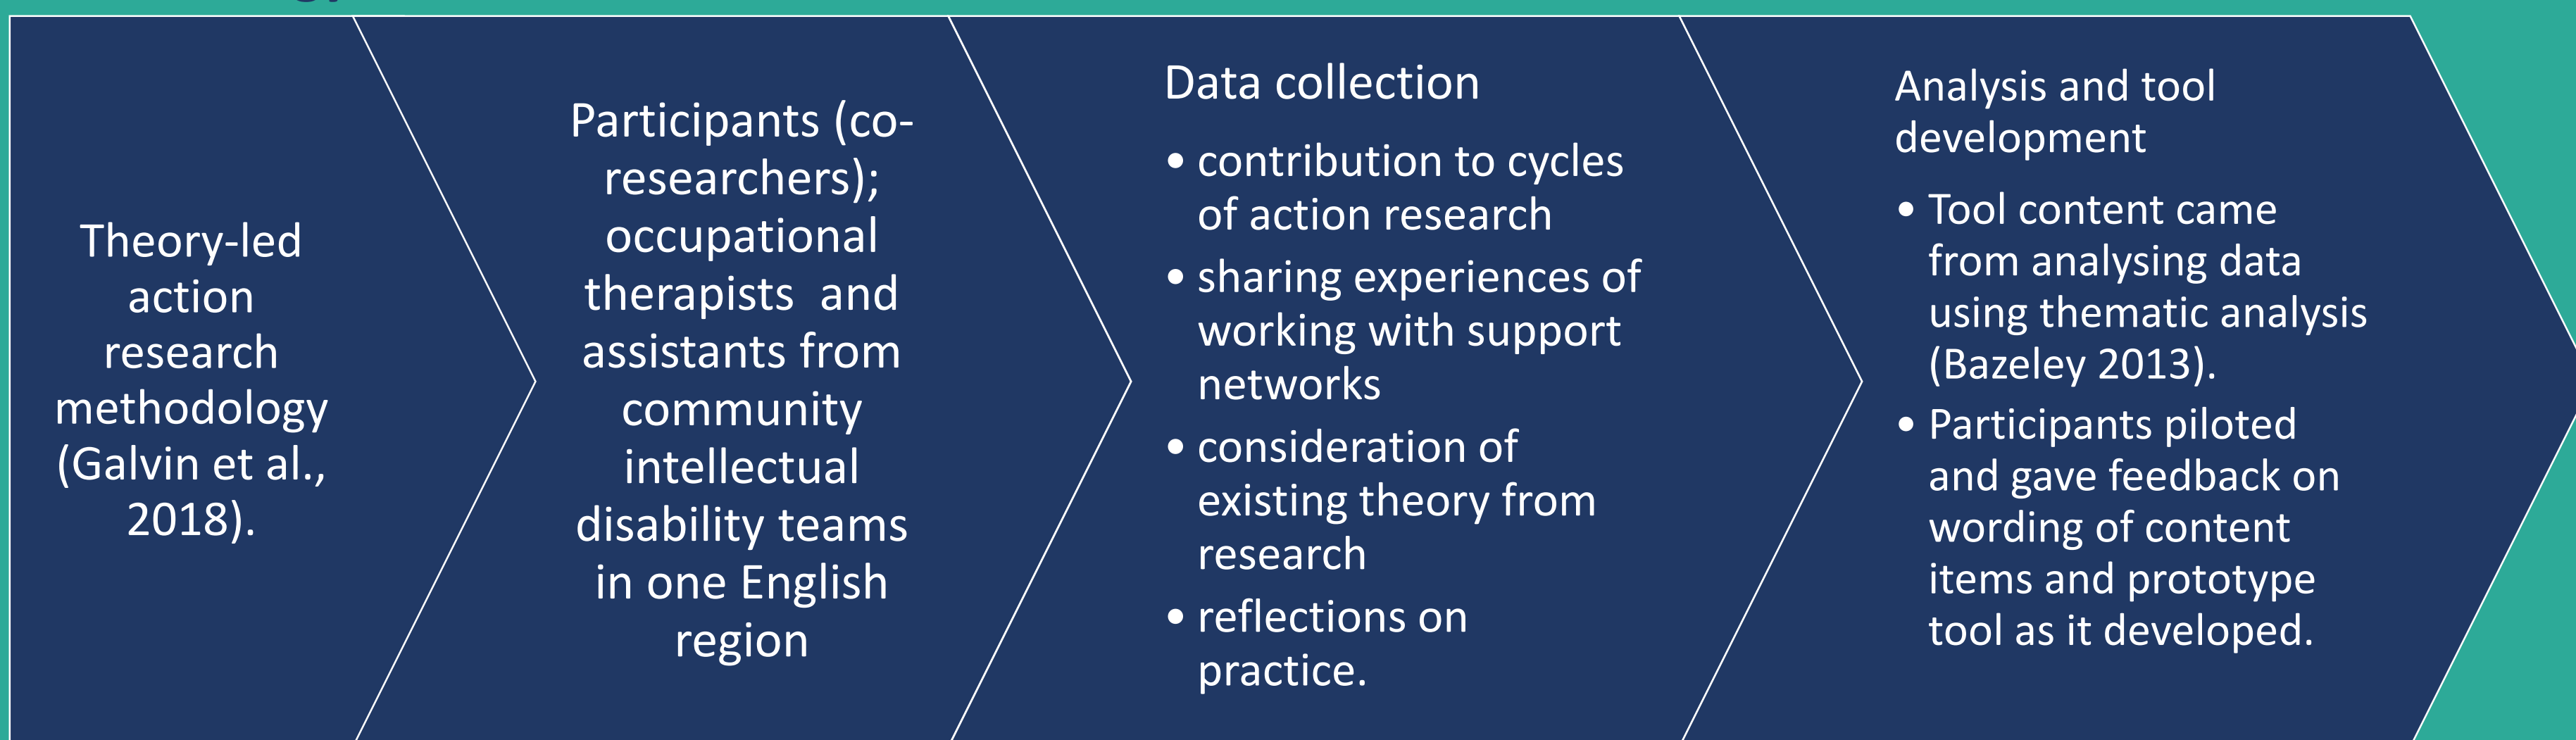 Theory-led
action
research
methodology
(Galvin et al.,
2018).
Participants (co-
researchers);
occupational
therapists  and
assistants from
community
intellectual
disability teams
in one English
region
Data collection
• contribution to cycles
of action research
• sharing experiences of
working with support
networks
• consideration of
existing theory from
research
• reflections on
practice.
Analysis and tool
development
• Tool content came
from analysing data
using thematic analysis
(Bazeley 2013).
• Participants piloted
and gave feedback on
wording of content
items and prototype
tool as it developed.